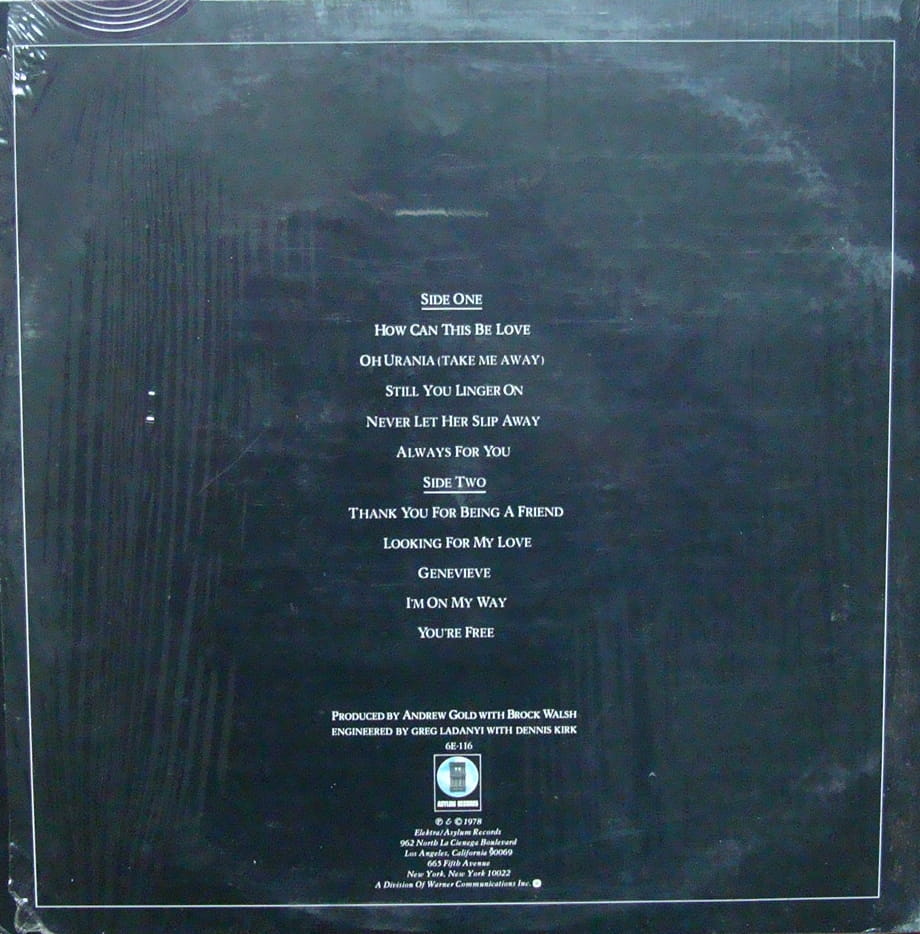 SIDE ONE
HOW CAN THIS BE LOVE
OH URANIA (TAKE ME AWAY)
STILL YOU LINGER ON
NEVER LET HER SLIP AWAY
ALWAYS FOR YOU
SIDE TWO
THANK YOU FOR BEING A FRIEND
LOOKING FOR MY LOVE
GENEVIEVE
I'M ON MY WAY
YOU'RE FREE
PRODUCED BY ANDREW GOLD WITH BROCK WALSH
ENGINEERED BY GREG LADANYI WITH DENNIS KIRK
6E-116
ASYLUM RECORDS
℗ & © 1978
Elektra/Asylum Records
962 North La Cienega Boulevard
Los Angeles, California 90069
665 Fifth Avenue
New York, New York 10022
A Division Of Warner Communications Inc.